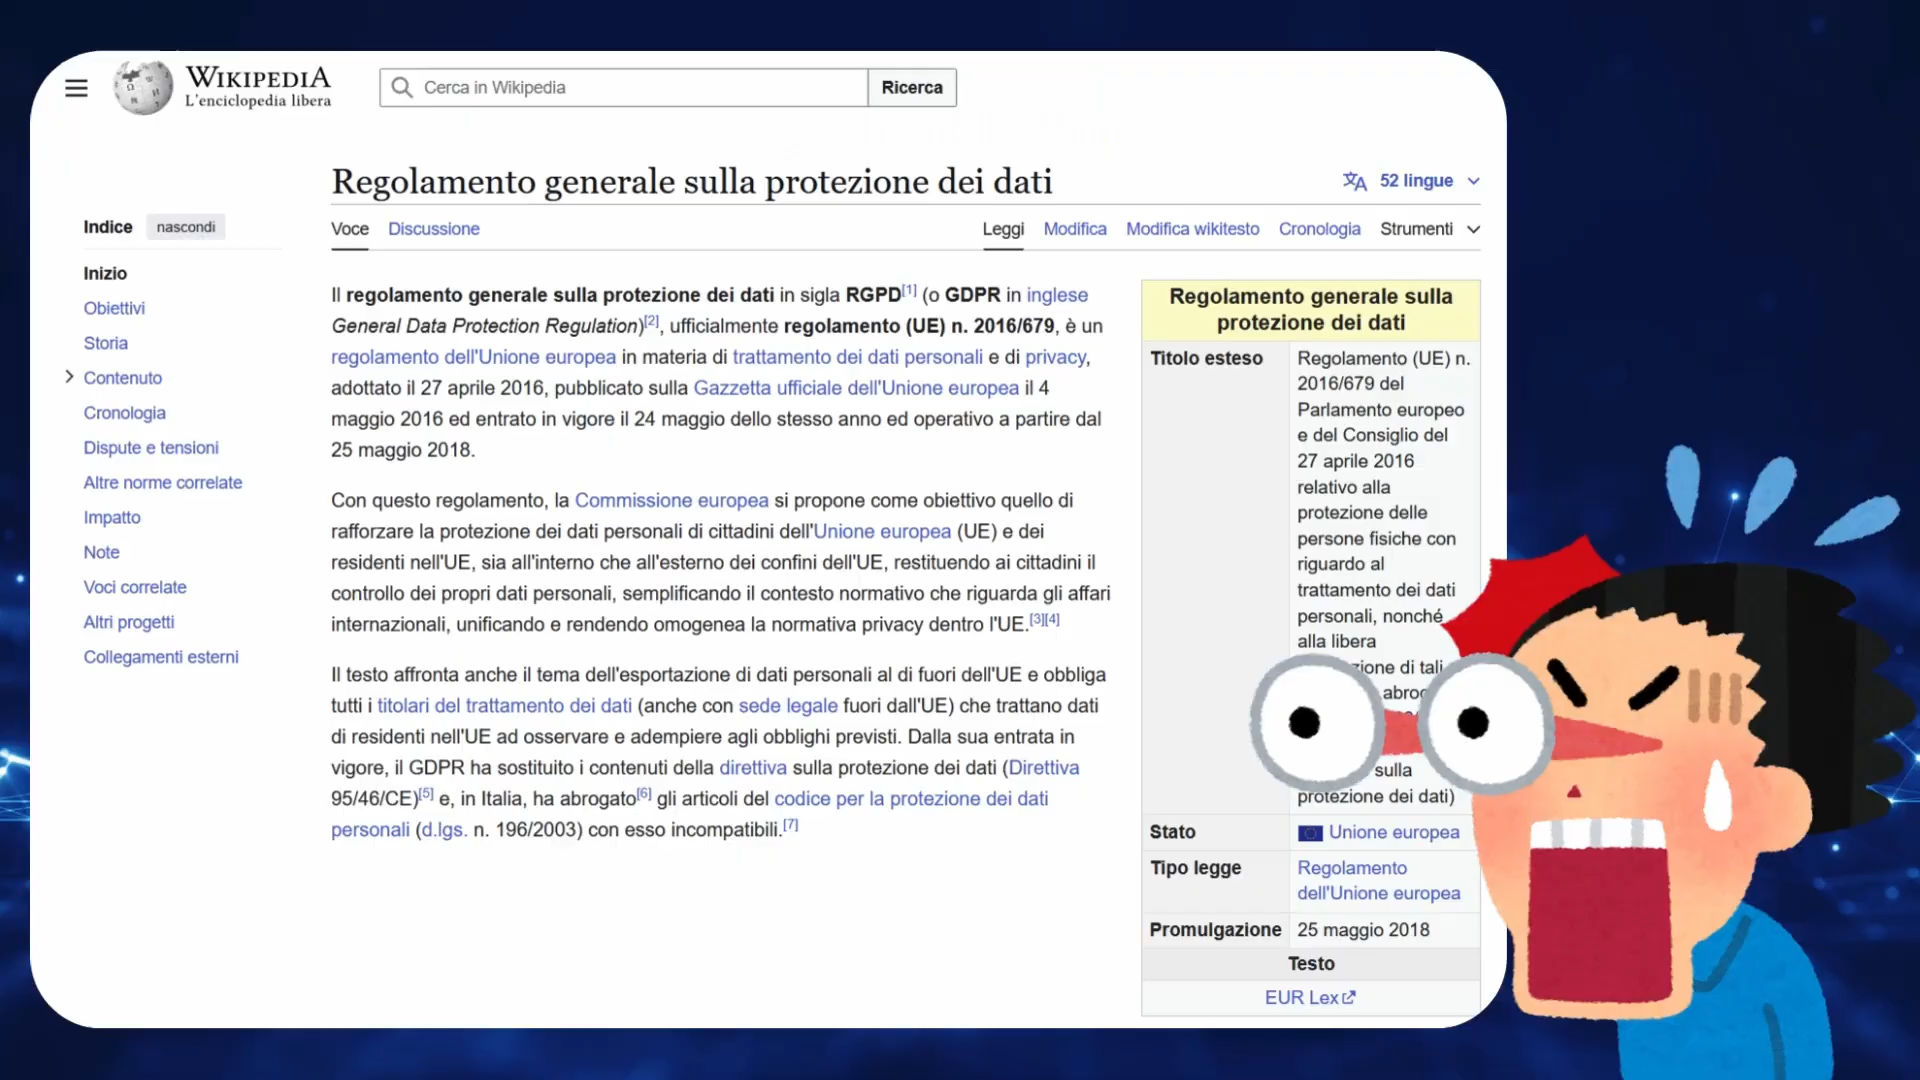 WIKIPEDIA
L'enciclopedia libera
Cerca in Wikipedia
Ricerca
Regolamento generale sulla protezione dei dati
52 lingue
Voce Discussione
Leggi Modifica Modifica wikitesto Cronologia Strumenti
Indice nascondi
Inizio
Obiettivi
Storia
Contenuto
Cronologia
Dispute e tensioni
Altre norme correlate
Impatto
Note
Voci correlate
Altri progetti
Collegamenti esterni
Il regolamento generale sulla protezione dei dati in sigla RGPD[1] (o GDPR in inglese
General Data Protection Regulation)[2], ufficialmente regolamento (UE) n. 2016/679, è un
regolamento dell'Unione europea in materia di trattamento dei dati personali e di privacy,
adottato il 27 aprile 2016, pubblicato sulla Gazzetta ufficiale dell'Unione europea il 4
maggio 2016 ed entrato in vigore il 24 maggio dello stesso anno ed operativo a partire dal
25 maggio 2018.
Con questo regolamento, la Commissione europea si propone come obiettivo quello di
rafforzare la protezione dei dati personali di cittadini dell'Unione europea (UE) e dei
residenti nell'UE, sia all'interno che all'esterno dei confini dell'UE, restituendo ai cittadini il
controllo dei propri dati personali, semplificando il contesto normativo che riguarda gli affari
internazionali, unificando e rendendo omogenea la normativa privacy dentro l'UE.[3][4]
Il testo affronta anche il tema dell'esportazione di dati personali al di fuori dell'UE e obbliga
tutti i titolari del trattamento dei dati (anche con sede legale fuori dall'UE) che trattano dati
di residenti nell'UE ad osservare e adempiere agli obblighi previsti. Dalla sua entrata in
vigore, il GDPR ha sostituito i contenuti della direttiva sulla protezione dei dati (Direttiva
95/46/CE)[5] e, in Italia, ha abrogato[6] gli articoli del codice per la protezione dei dati
personali (d.lgs. n. 196/2003) con esso incompatibili.[7]
Regolamento generale sulla
protezione dei dati
Titolo esteso
Regolamento (UE) n.
2016/679 del
Parlamento europeo
e del Consiglio del
27 aprile 2016
relativo alla
protezione delle
persone fisiche con
riguardo al
trattamento dei dati
personali, nonché
alla libera
di tali
sulla
protezione dei dati)
Stato Unione europea
Tipo legge Regolamento
dell'Unione europea
Promulgazione 25 maggio 2018
Testo
EUR Lex